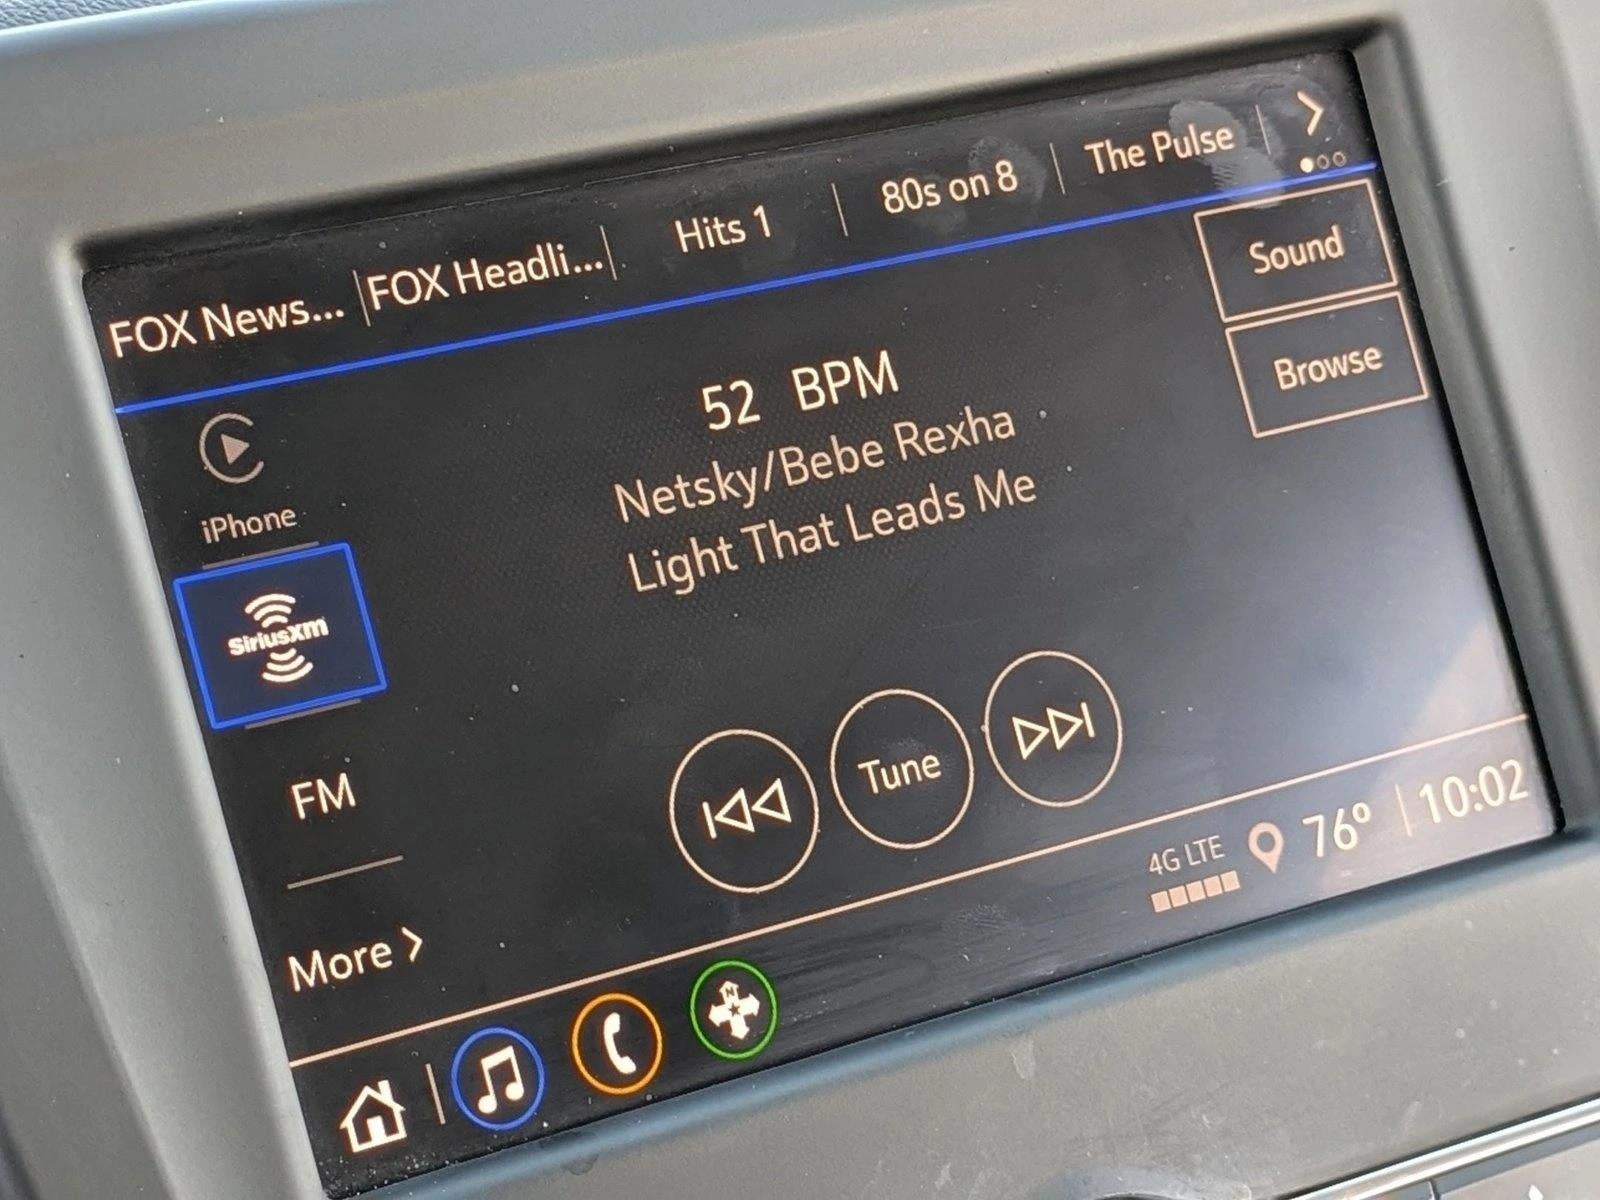 FOX News... | FOX Headli... | Hits 1 | 80s on 8 | The Pulse
Sound
Browse
52 BPM
Netsky/Bebe Rexha
Light That Leads Me
iPhone
SiriusXM
FM
More >
Tune
4G LTE 76° | 10:02
N